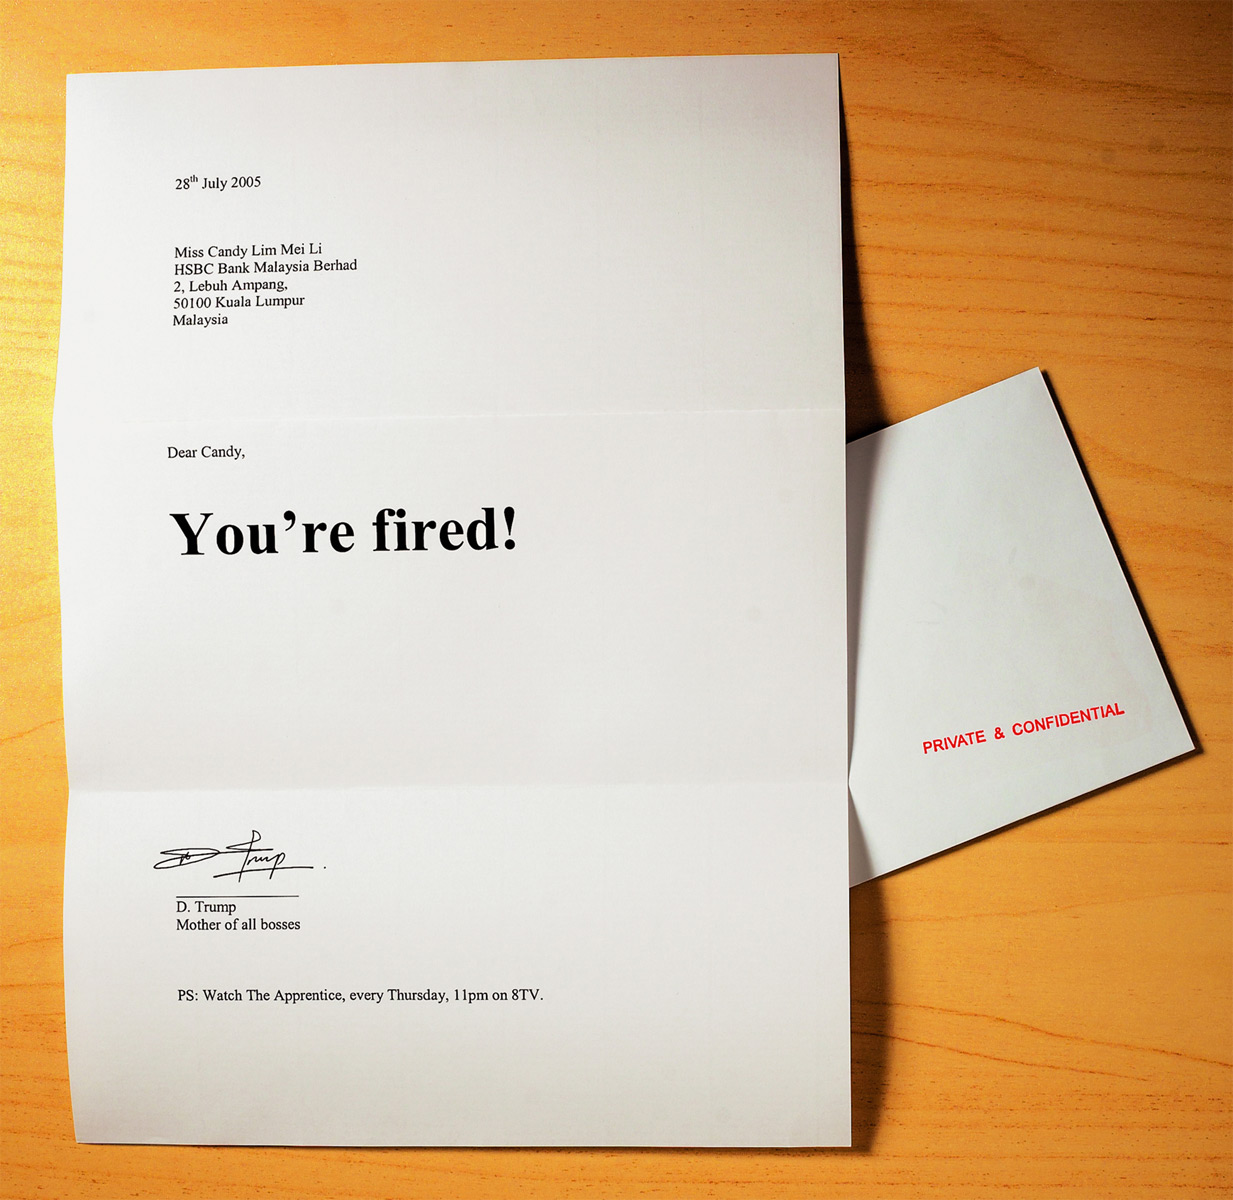 28th July 2005
Miss Candy Lim Mei Li
HSBC Bank Malaysia Berhad
2, Lebuh Ampang,
50100 Kuala Lumpur
Malaysia
Dear Candy,
You're fired!
D Trump
D. Trump
Mother of all bosses
PS: Watch The Apprentice, every Thursday, 11pm on 8TV.
PRIVATE & CONFIDENTIAL